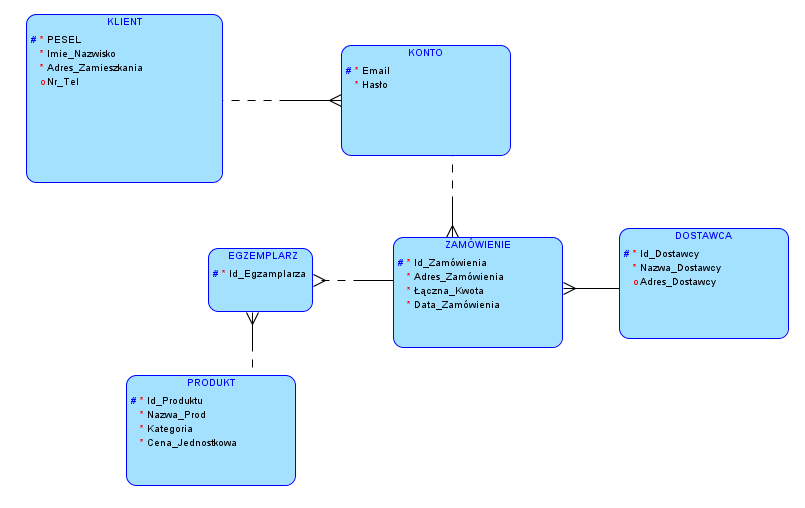 KLIENT
# * PESEL
* Imie_Nazwisko
* Adres_Zamieszkania
o Nr_Tel
KONTO
# * Email
* Hasło
ZAMÓWIENIE
# * Id_Zamówienia
* Adres_Zamówienia
* Łączna_Kwota
* Data_Zamówienia
DOSTAWCA
# * Id_Dostawcy
* Nazwa_Dostawcy
o Adres_Dostawcy
EGZEMPLARZ
# * Id_Egzamplarza
PRODUKT
# * Id_Produktu
* Nazwa_Prod
* Kategoria
* Cena_Jednostkowa